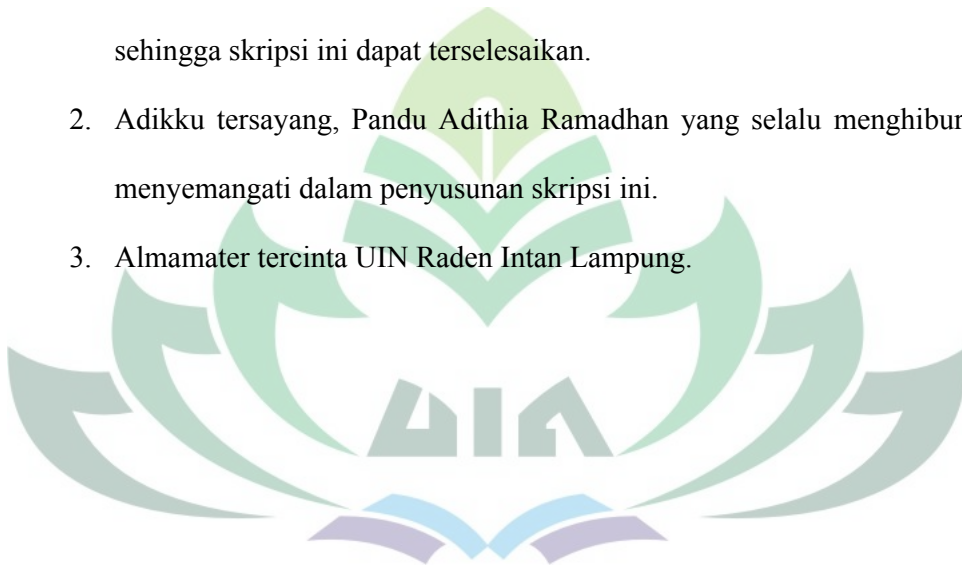 sehingga skripsi ini dapat terselesaikan.
2. Adikku tersayang, Pandu Adithia Ramadhan yang selalu menghibur
menyemangati dalam penyusunan skripsi ini.
3. Almamater tercinta UIN Raden Intan Lampung.
UIN